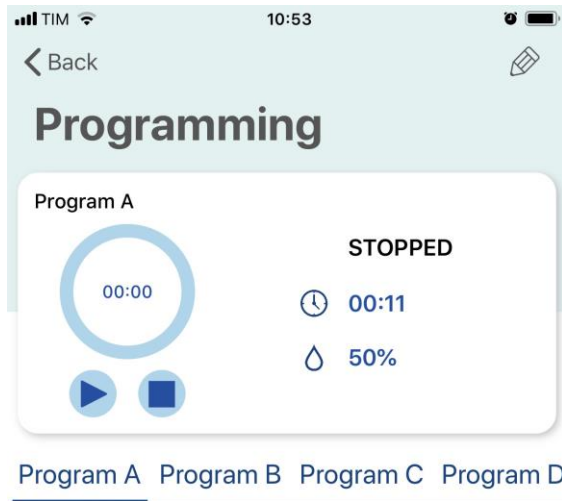 TIM 10:53
Back
Programming
Program A
STOPPED
00:00
00:11
50%
Program A Program B Program C Program D